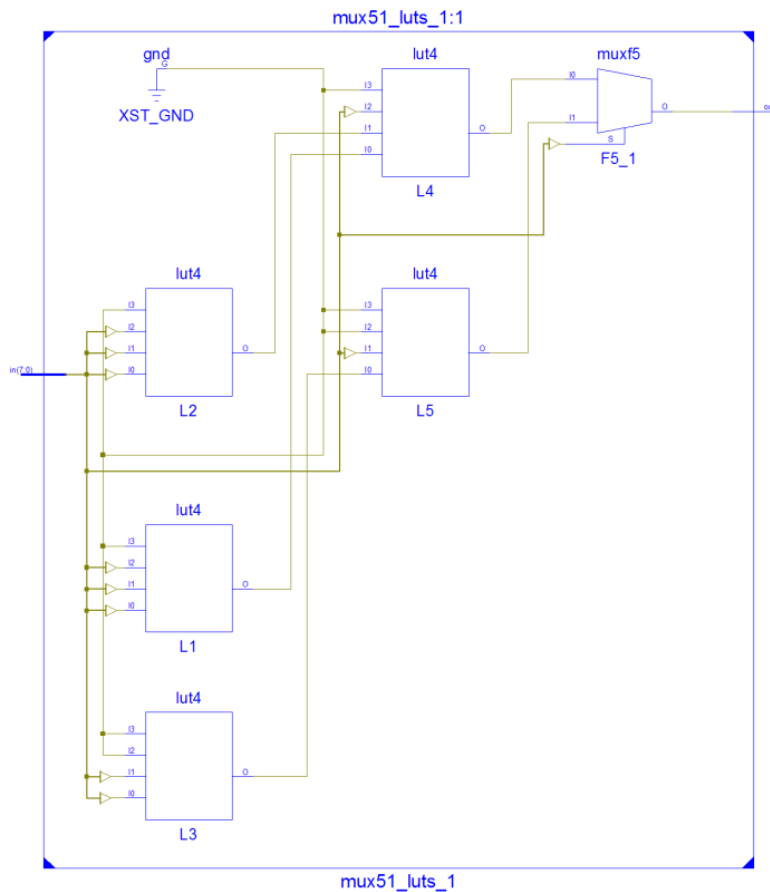 mux51_luts_1:1
gnd
G
XST_GND
lut4
I3
I2
I1
I0
O
L4
muxf5
I0
I1
O
S
F5_1
lut4
I3
I2
I1
I0
O
L2
lut4
I3
I2
I1
I0
O
L5
in(7:0)
lut4
I3
I2
I1
I0
O
L1
lut4
I3
I2
I1
I0
O
L3
mux51_luts_1